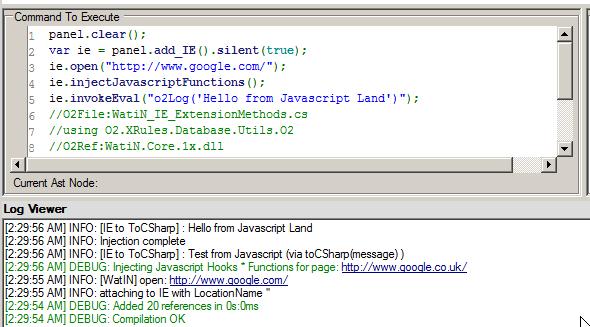 Command To Execute
1 panel.clear();
2 var ie = panel.add_IE().silent(true);
3 ie.open("http://www.google.com/");
4 ie.injectJavascriptFunctions();
5 ie.invokeEval("o2Log('Hello from Javascript Land')");
6 //O2File:WatiN_IE_ExtensionMethods.cs
7 //using O2.XRules.Database.Utils.O2
8 //O2Ref:WatiN.Core.1x.dll
Current Ast Node:
Log Viewer
[2:29:56 AM] INFO: [IE to ToCSharp] : Hello from Javascript Land
[2:29:56 AM] INFO: Injection complete
[2:29:56 AM] INFO: [IE to ToCSharp] : Test from Javascript (via toCSharp(message) )
[2:29:56 AM] DEBUG: Injecting Javascript Hooks * Functions for page: http://www.google.co.uk/
[2:29:55 AM] INFO: [WatIN] open: http://www.google.com/
[2:29:55 AM] INFO: attaching to IE with LocationName "
[2:29:54 AM] DEBUG: Added 20 references in 0s:0ms
[2:29:54 AM] DEBUG: Compilation OK